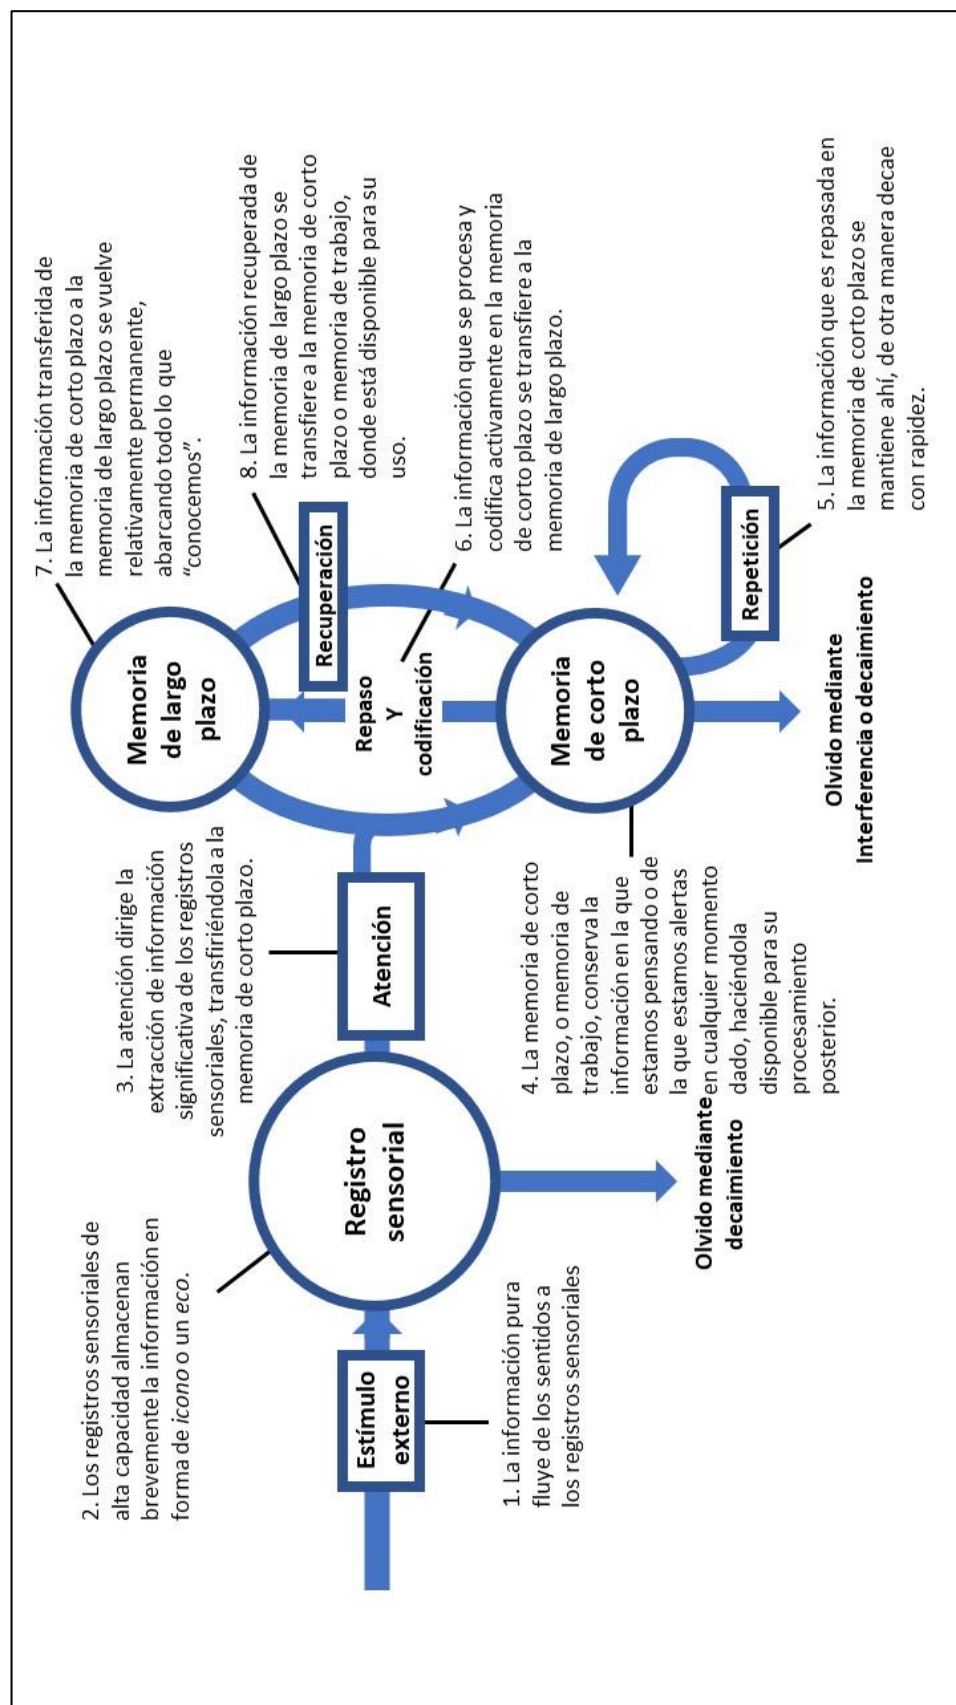 1. La información pura
fluye de los sentidos a
los registros sensoriales
Estímulo
externo
2. Los registros sensoriales de
alta capacidad almacenan
brevemente la información en
forma de icono o un eco.
Registro
sensorial
Olvido mediante
decaimiento
3. La atención dirige la
extracción de información
significativa de los registros
sensoriales, transfiriéndola a la
memoria de corto plazo.
Atención
4. La memoria de corto
plazo, o memoria de
trabajo, conserva la
información en la que
estamos pensando o de
la que estamos alertas
en cualquier momento
dado, haciéndola
disponible para su
procesamiento
posterior.
Memoria
de corto
plazo
Olvido mediante
Interferencia o decaimiento
Repetición
5. La información que es repasada en
la memoria de corto plazo se
mantiene ahí, de otra manera decae
con rapidez.
Repaso
Y
codificación
6. La información que se procesa y
codifica activamente en la memoria
de corto plazo se transfiere a la
memoria de largo plazo.
Memoria
de largo
plazo
7. La información transferida de
la memoria de corto plazo a la
memoria de largo plazo se vuelve
relativamente permanente,
abarcando todo lo que
“conocemos”.
Recuperación
8. La información recuperada de
la memoria de largo plazo se
transfiere a la memoria de corto
plazo o memoria de trabajo,
donde está disponible para su
uso.